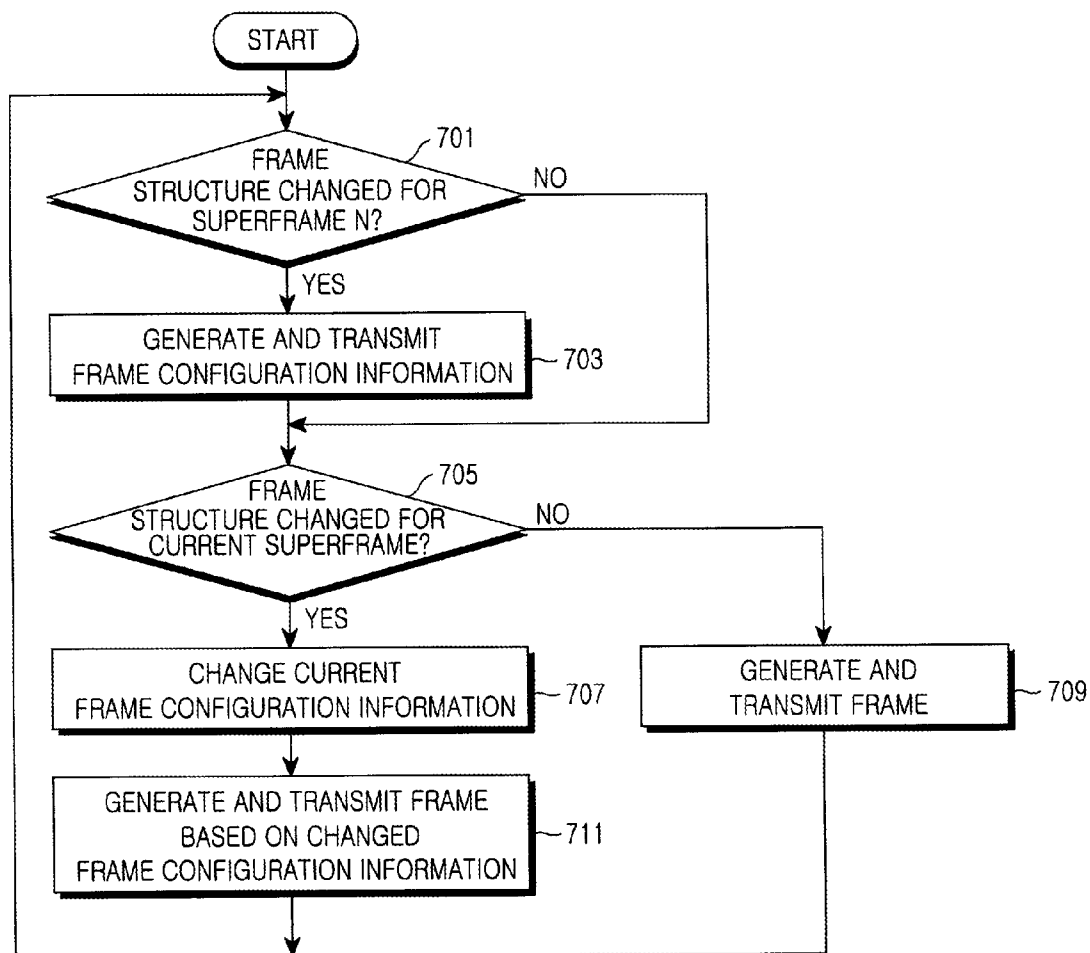 START
701
FRAME
STRUCTURE CHANGED FOR
SUPERFRAME N?
NO
YES
GENERATE AND TRANSMIT
FRAME CONFIGURATION INFORMATION
703
705
FRAME
STRUCTURE CHANGED FOR
CURRENT SUPERFRAME?
NO
YES
CHANGE CURRENT
FRAME CONFIGURATION INFORMATION
707
GENERATE AND
TRANSMIT FRAME
709
GENERATE AND TRANSMIT FRAME
BASED ON CHANGED
FRAME CONFIGURATION INFORMATION
711